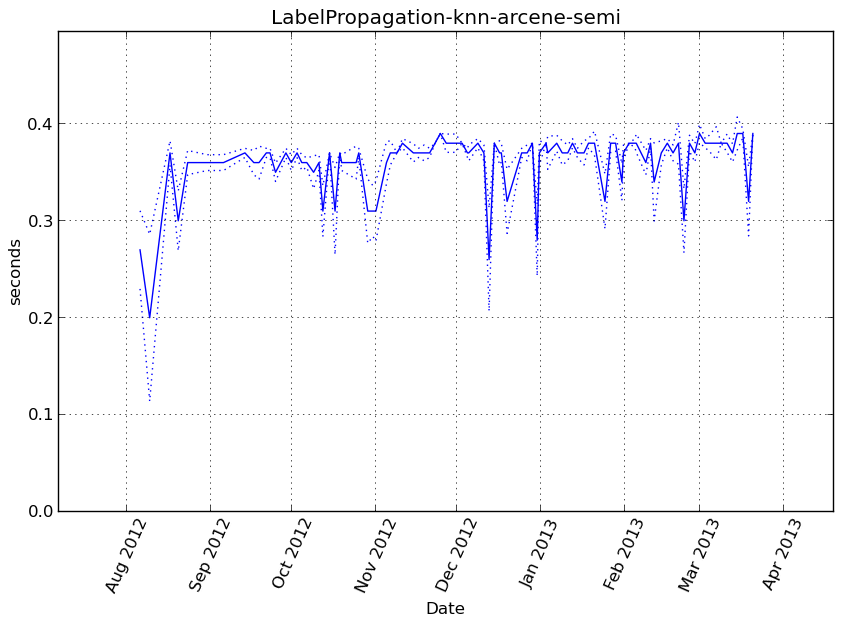 LabelPropagation-knn-arcene-semi
0.4
0.3
0.2
0.1
0.0
seconds
Aug 2012
Sep 2012
Oct 2012
Nov 2012
Dec 2012
Jan 2013
Feb 2013
Mar 2013
Apr 2013
Date